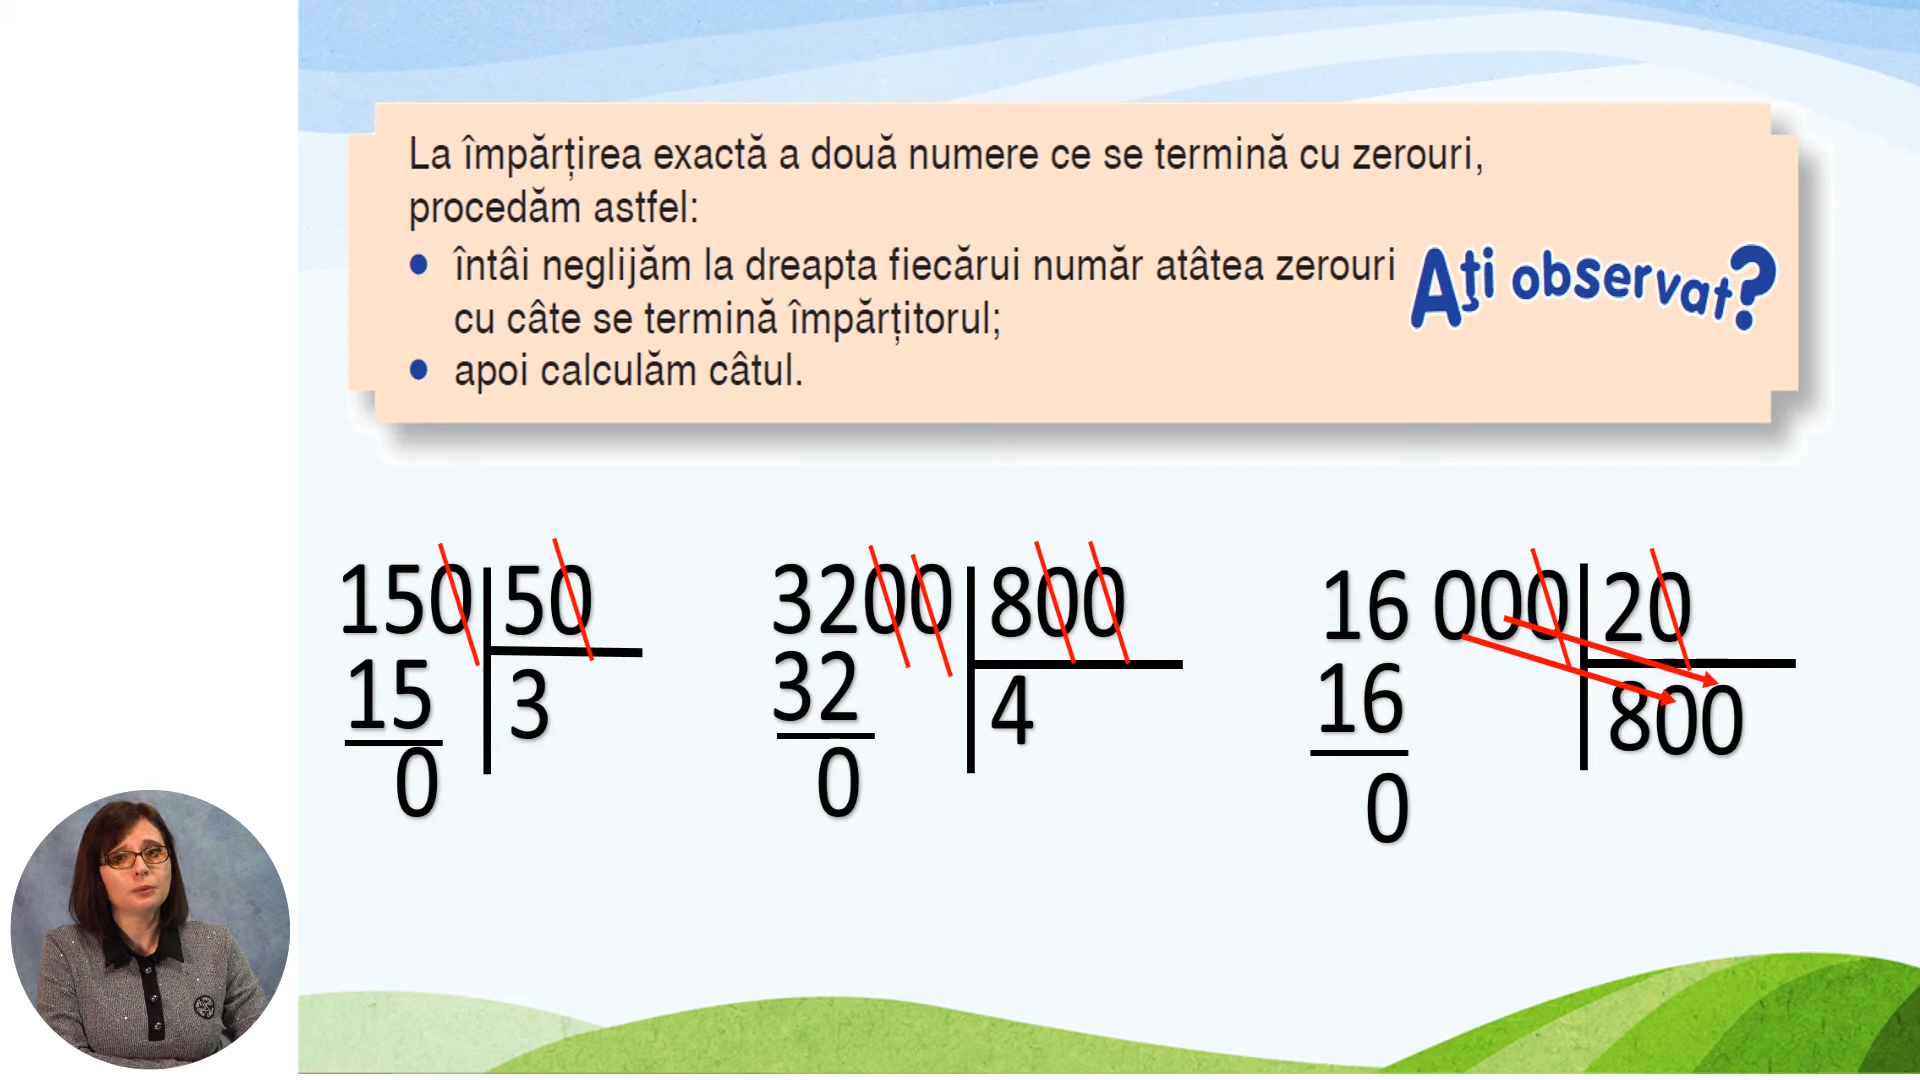 La împărțirea exactă a două numere ce se termină cu zerouri,
procedăm astfel:
• întâi neglijăm la dreapta fiecărui număr atâtea zerouri
cu câte se termină împărțitorul;
• apoi calculăm câtul.
Ați observat?
150 50
15 3
0
3200 800
32 4
0
16 000 20
16 800
0